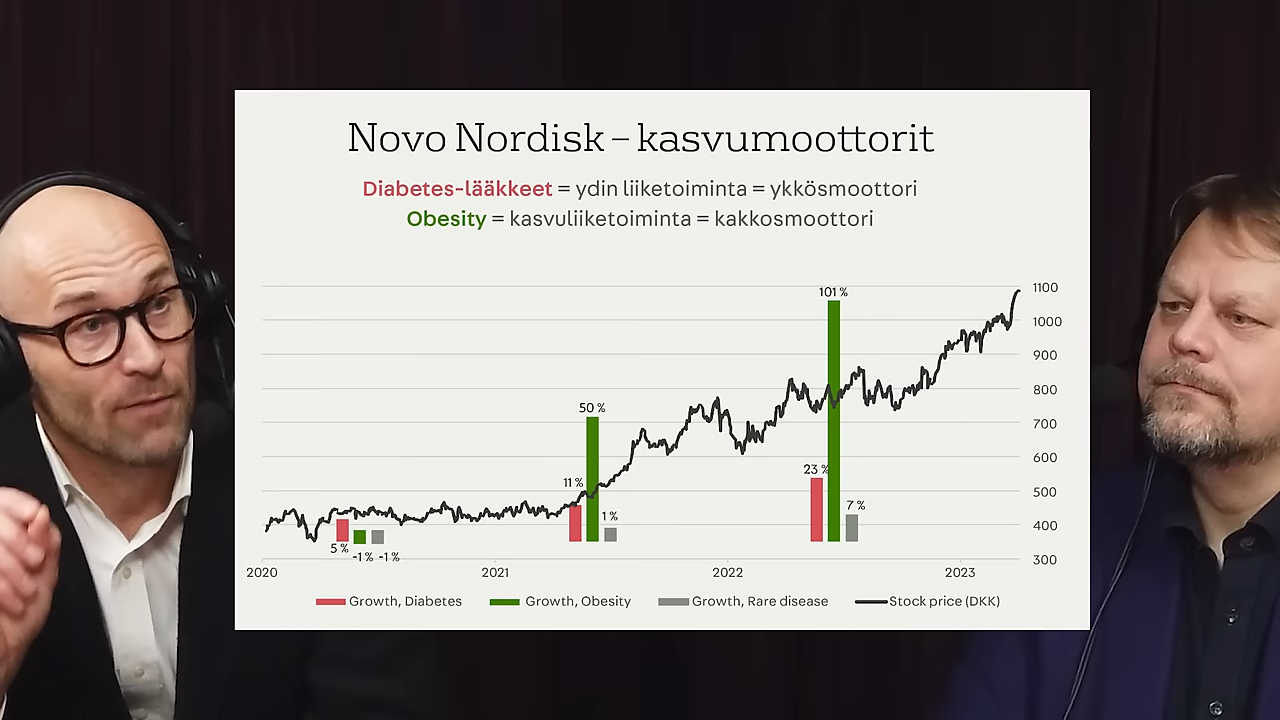 Novo Nordisk – kasvumoottorit
Diabetes-lääkkeet = ydin liiketoiminta = ykkösmoottori
Obesity = kasvuliiketoiminta = kakkosmoottori
1100
101 %
1000
900
800
50 %
700
600
23 %
11 %
500
7 %
1 %
400
5 %
-1 % -1 %
300
2020 2021 2022 2023
Growth, Diabetes Growth, Obesity Growth, Rare disease Stock price (DKK)